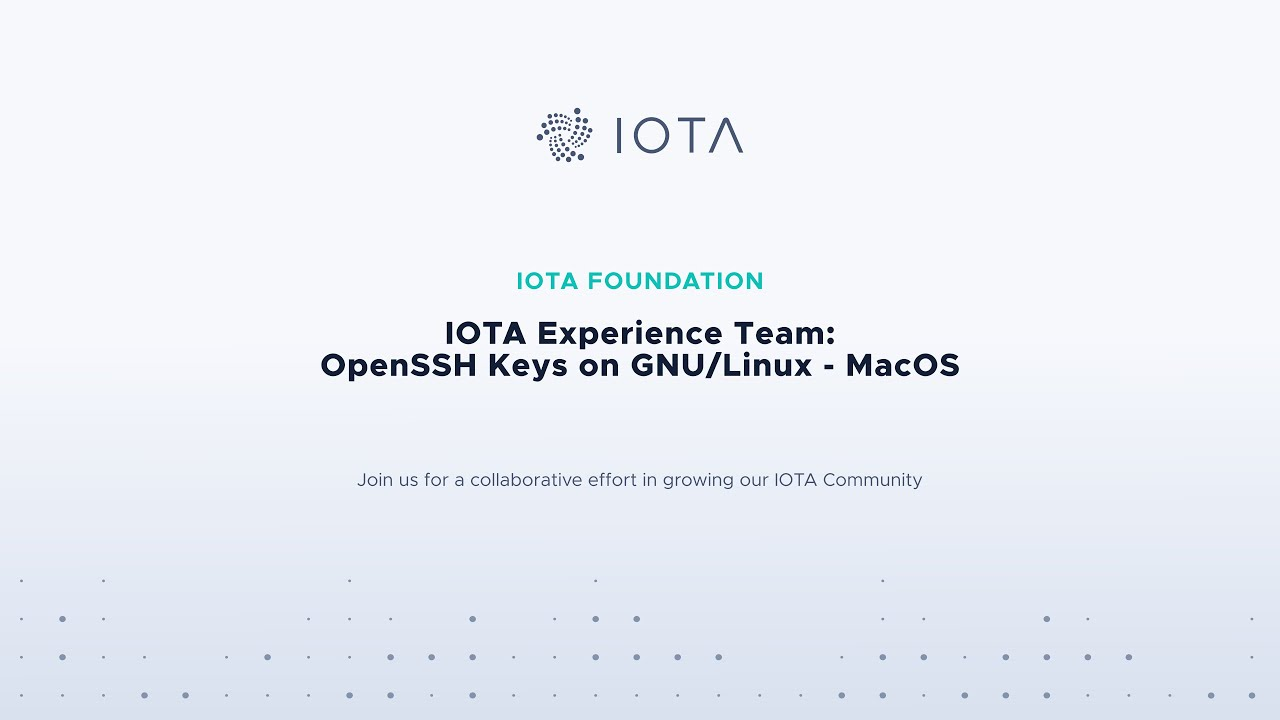 IOTA
IOTA FOUNDATION
IOTA Experience Team:
OpenSSH Keys on GNU/Linux - MacOS
Join us for a collaborative effort in growing our IOTA Community